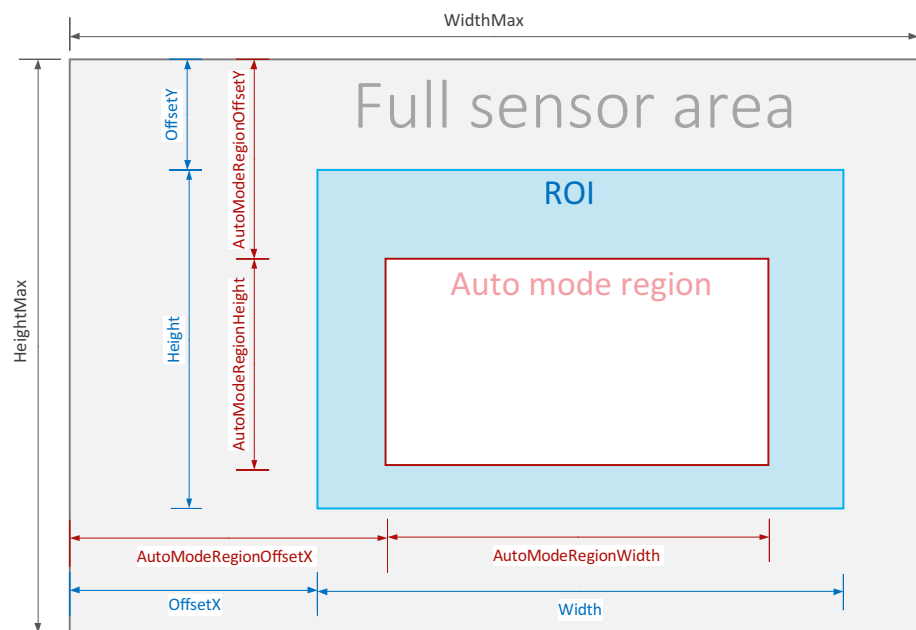 WidthMax
Full sensor area
OffsetY
AutoModeRegionOffsetY
ROI
Auto mode region
HeightMax
Height
AutoModeRegionHeight
AutoModeRegionOffsetX
AutoModeRegionWidth
OffsetX
Width